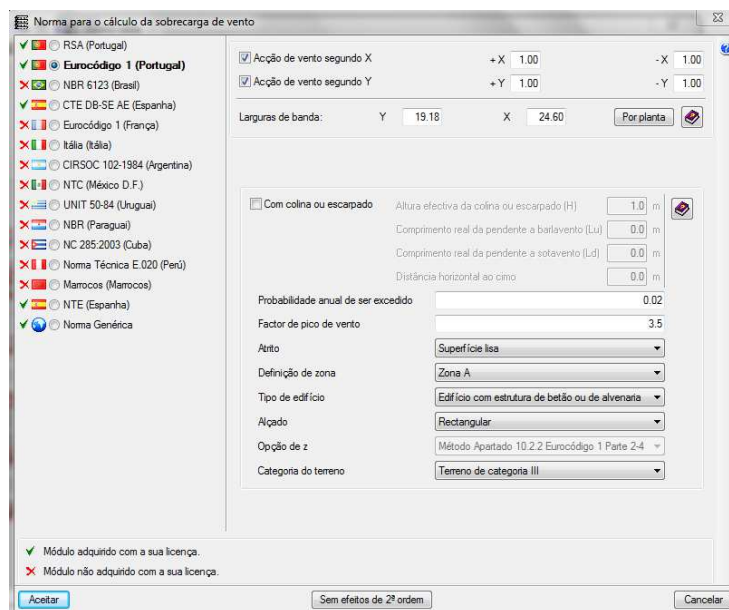 Norma para o cálculo da sobrecarga de vento
RSA (Portugal)
Eurocódigo 1 (Portugal)
NBR 6123 (Brasil)
CTE DB-SE AE (Espanha)
Eurocódigo 1 (França)
Itália (Itália)
CIRSOC 102-1984 (Argentina)
NTC (México D.F.)
UNIT 50-84 (Uruguai)
NBR (Paraguai)
NC 285:2003 (Cuba)
Norma Técnica E.020 (Perú)
Marrocos (Marrocos)
NTE (Espanha)
Norma Genérica
Acção de vento segundo X + X 1.00 - X 1.00
Acção de vento segundo Y + Y 1.00 - Y 1.00
Larguras de banda: Y 19.18 X 24.60 Por planta
Com colina ou escarpado Altura efectiva da colina ou escarpado (H) 1.0 m
Comprimento real da pendente a barlavento (Lu) 0.0 m
Comprimento real da pendente a sotavento (Ld) 0.0 m
Distância horizontal ao cimo 0.0 m
Probabilidade anual de ser excedido 0.02
Factor de pico de vento 3.5
Atrito Superfície lisa
Definição de zona Zona A
Tipo de edifício Edifício com estrutura de betão ou de alvenaria
Alçado Rectangular
Opção de z Método Apartado 10.2.2 Eurocódigo 1 Parte 2-4
Categoria do terreno Terreno de categoria III
Módulo adquirido com a sua licença.
Módulo não adquirido com a sua licença.
Aceitar Sem efeitos de 2ª ordem Cancelar